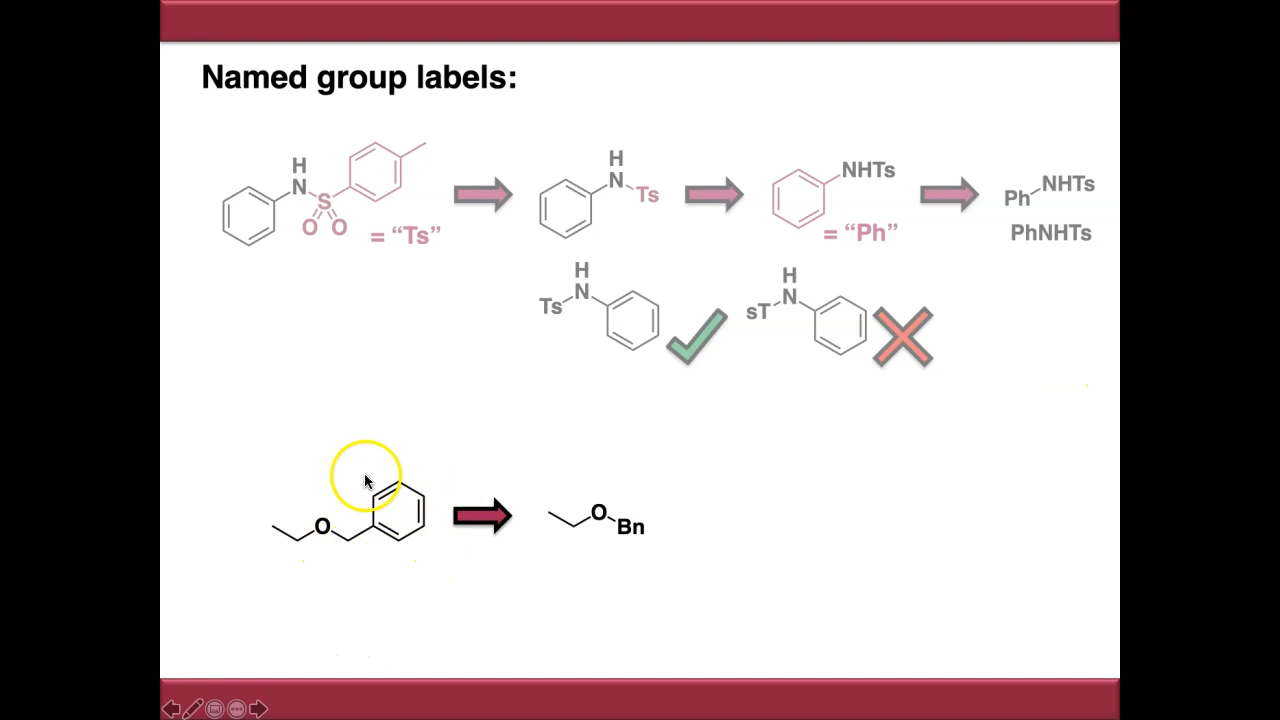 Named group labels:
H
N
S
O O
= “Ts”
H
N
Ts
NHTs
= “Ph”
Ph NHTs
PhNHTs
H
Ts N
H
sT N
O
O
Bn